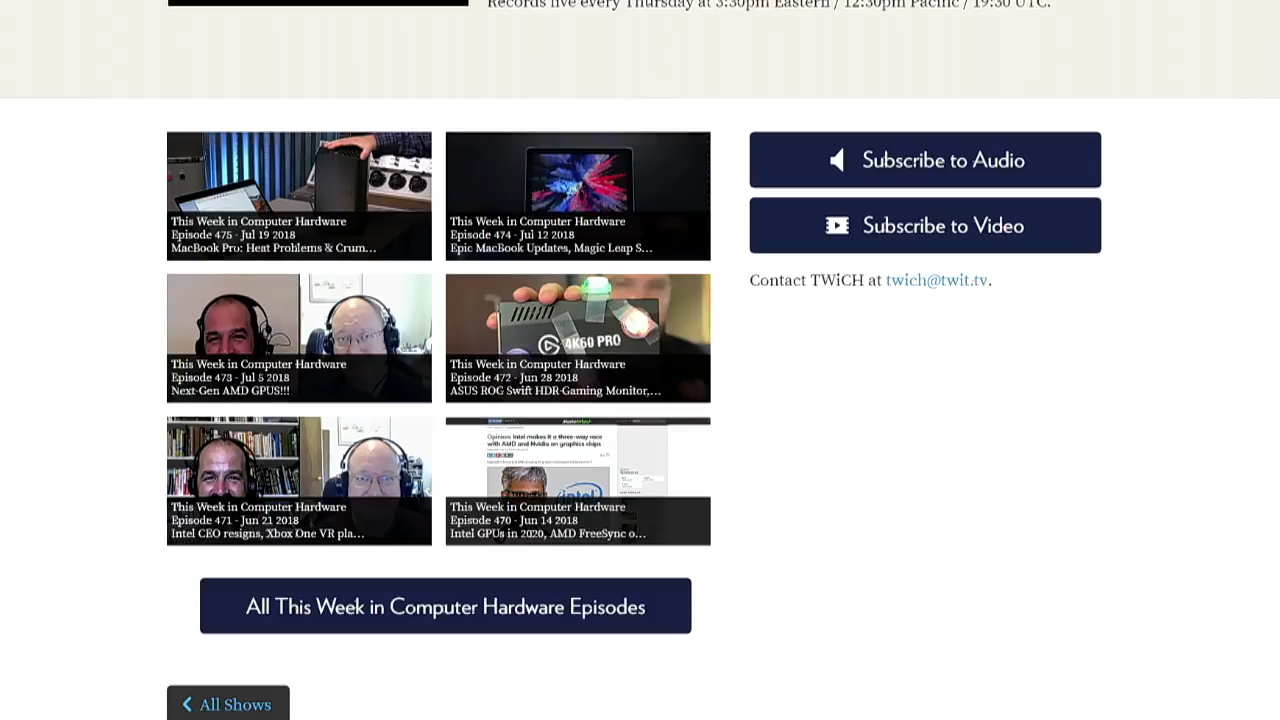 Records live every Thursday at 3:30pm Eastern / 12:30pm Pacific / 19:30 UTC.
This Week in Computer Hardware
Episode 475 - Jul 19 2018
MacBook Pro: Heat Problems & Crum...
This Week in Computer Hardware
Episode 474 - Jul 12 2018
Epic MacBook Updates, Magic Leap S...
This Week in Computer Hardware
Episode 473 - Jul 5 2018
Next-Gen AMD GPUS!!!
4K60 PRO
This Week in Computer Hardware
Episode 472 - Jun 28 2018
ASUS ROG Swift HDR Gaming Monitor,...
This Week in Computer Hardware
Episode 471 - Jun 21 2018
Intel CEO resigns, Xbox One VR pla...
Opinion: Intel makes it a three-way race
with AMD and Nvidia on graphics chips
intel
This Week in Computer Hardware
Episode 470 - Jun 14 2018
Intel GPUs in 2020, AMD FreeSync o...
All This Week in Computer Hardware Episodes
All Shows
Subscribe to Audio
Subscribe to Video
Contact TWiCH at twich@twit.tv.